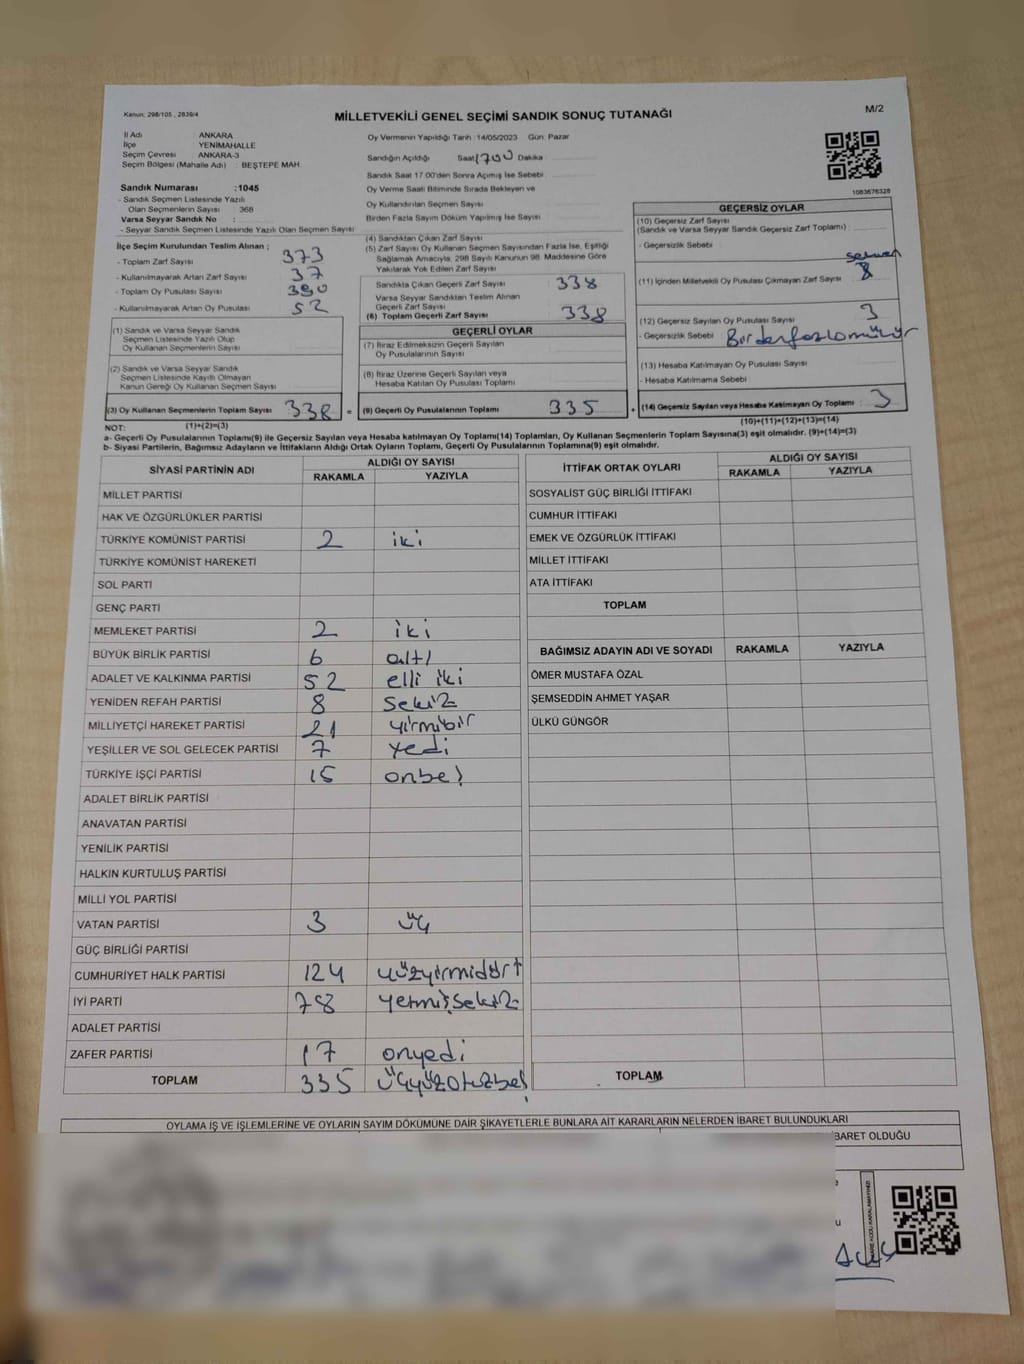 Kanun: 298/105 , 2839/4
MİLLETVEKİLİ GENEL SEÇİMİ SANDIK SONUÇ TUTANAĞI
M/2
İl Adı ANKARA
İlçe YENİMAHALLE
Seçim Çevresi ANKARA-3
Seçim Bölgesi (Mahalle Adı) : BEŞTEPE MAH.
Sandık Numarası :1045
- Sandık Seçmen Listesinde Yazılı
Olan Seçmenlerin Sayısı : 368
Varsa Seyyar Sandık No :
- Seyyar Sandık Seçmen Listesinde Yazılı Olan Seçmen Sayısı
İlçe Seçim Kurulundan Teslim Alınan ;
- Toplam Zarf Sayısı 373
- Kullanılmayarak Artan Zarf Sayısı 37
- Toplam Oy Pusulası Sayısı 390
- Kullanılmayarak Artan Oy Pusulası 52
(1) Sandık ve Varsa Seyyar Sandık
Seçmen Listesinde Yazılı Olup
Oy Kullanan Seçmenlerin Sayısı
(2) Sandık ve Varsa Seyyar Sandık
Seçmen Listesinde Kayıtlı Olmayan
Kanun Gereği Oy Kullanan Seçmen Sayısı
(3) Oy Kullanan Seçmenlerin Toplam Sayısı 338
(1)+(2)=(3)
Oy Vermenin Yapıldığı Tarih : 14/05/2023 Gün: Pazar
Sandığın Açıldığı Saat 1700 Dakika :
Sandık Saat 17.00'den Sonra Açımış İse Sebebi :
Oy Verme Saati Bitiminde Sırada Bekleyen ve
Oy Kullandırılan Seçmen Sayısı
Birden Fazla Sayım Döküm Yapılmış İse Sayısı
(4) Sandıktan Çıkan Zarf Sayısı
(5) Zarf Sayısı Oy Kullanan Seçmen Sayısından Fazla İse, Eşitliği
Sağlamak Amacıyla, 298 Sayılı Kanunun 98. Maddesine Göre
Yakılarak Yok Edilen Zarf Sayısı
Sandıkta Çıkan Geçerli Zarf Sayısı 338
Varsa Seyyar Sandıktan Teslim Alınan
Geçerli Zarf Sayısı
(6) Toplam Geçerli Zarf Sayısı 338
GEÇERLİ OYLAR
(7) İtiraz Edilmeksizin Geçerli Sayılan
Oy Pusulalarının Sayısı
(8) İtiraz Üzerine Geçerli Sayılan veya
Hesaba Katılan Oy Pusulası Toplamı
= (9) Geçerli Oy Pusulalarının Toplamı 335
1083676328
GEÇERSİZ OYLAR
(10) Geçersiz Zarf Sayısı
(Sandık ve Varsa Seyyar Sandık Geçersiz Zarf Toplamı) :
- Geçersizlik Sebebi
(11) İçinden Milletvekili Oy Pusulası Çıkmayan Zarf Sayısı
(12) Geçersiz Sayılan Oy Pusulası Sayısı 3
- Geçersizlik Sebebi
(13) Hesaba Katılmayan Oy Pusulası Sayısı
- Hesaba Katılmama Sebebi
+ (14) Geçersiz Sayılan veya Hesaba Katılmayan Oy Toplamı : 3
(10)+(11)+(12)+(13)=(14)
NOT:
a- Geçerli Oy Pusulalarının Toplamı(9) ile Geçersiz Sayılan veya Hesaba katılmayan Oy Toplam(14) Toplamları, Oy Kullanan Seçmenlerin Toplam Sayısına(3) eşit olmalıdır. (9)+(14)=(3)
b- Siyasi Partilerin, Bağımsız Adayların ve İttifakların Aldığı Ortak Oyların Toplamı, Geçerli Oy Pusulalarının Toplamına(9) eşit olmalıdır.
SİYASİ PARTİNİN ADI ALDIĞI OY SAYISI
RAKAMLA YAZIYLA
MİLLET PARTİSİ
HAK VE ÖZGÜRLÜKLER PARTİSİ
TÜRKİYE KOMÜNİST PARTİSİ 2 iki
TÜRKİYE KOMÜNİST HAREKETİ
SOL PARTİ
GENÇ PARTİ
MEMLEKET PARTİSİ 2 iki
BÜYÜK BİRLİK PARTİSİ 6 altı
ADALET VE KALKINMA PARTİSİ 52 elli iki
YENİDEN REFAH PARTİSİ 8 sekiz
MİLLİYETÇİ HAREKET PARTİSİ 21 yirmibir
YEŞİLLER VE SOL GELECEK PARTİSİ 7 yedi
TÜRKİYE İŞÇİ PARTİSİ 15 onbeş
ADALET BİRLİK PARTİSİ
ANAVATAN PARTİSİ
YENİLİK PARTİSİ
HALKIN KURTULUŞ PARTİSİ
MİLLİ YOL PARTİSİ
VATAN PARTİSİ 3 üç
GÜÇ BİRLİĞİ PARTİSİ
CUMHURİYET HALK PARTİSİ 124 yüzyirmidört
İYİ PARTİ 78 yetmişsekiz
ADALET PARTİSİ
ZAFER PARTİSİ 17 onyedi
TOPLAM 335 üçyüzotuzbeş
İTTİFAK ORTAK OYLARI ALDIĞI OY SAYISI
RAKAMLA YAZIYLA
SOSYALİST GÜÇ BİRLİĞİ İTTİFAKI
CUMHUR İTTİFAKI
EMEK VE ÖZGÜRLÜK İTTİFAKI
MİLLET İTTİFAKI
ATA İTTİFAKI
TOPLAM
BAĞIMSIZ ADAYIN ADI VE SOYADI RAKAMLA YAZIYLA
ÖMER MUSTAFA ÖZAL
ŞEMSEDDİN AHMET YAŞAR
ÜLKÜ GÜNGÖR
TOPLAM
OYLAMA İŞ VE İŞLEMLERİNE VE OYLARIN SAYIM DÖKÜMÜNE DAİR ŞİKAYETLERLE BUNLARA AİT KARARLARIN NELERDEN İBARET BULUNDUKLARI
İBARET OLDUĞU